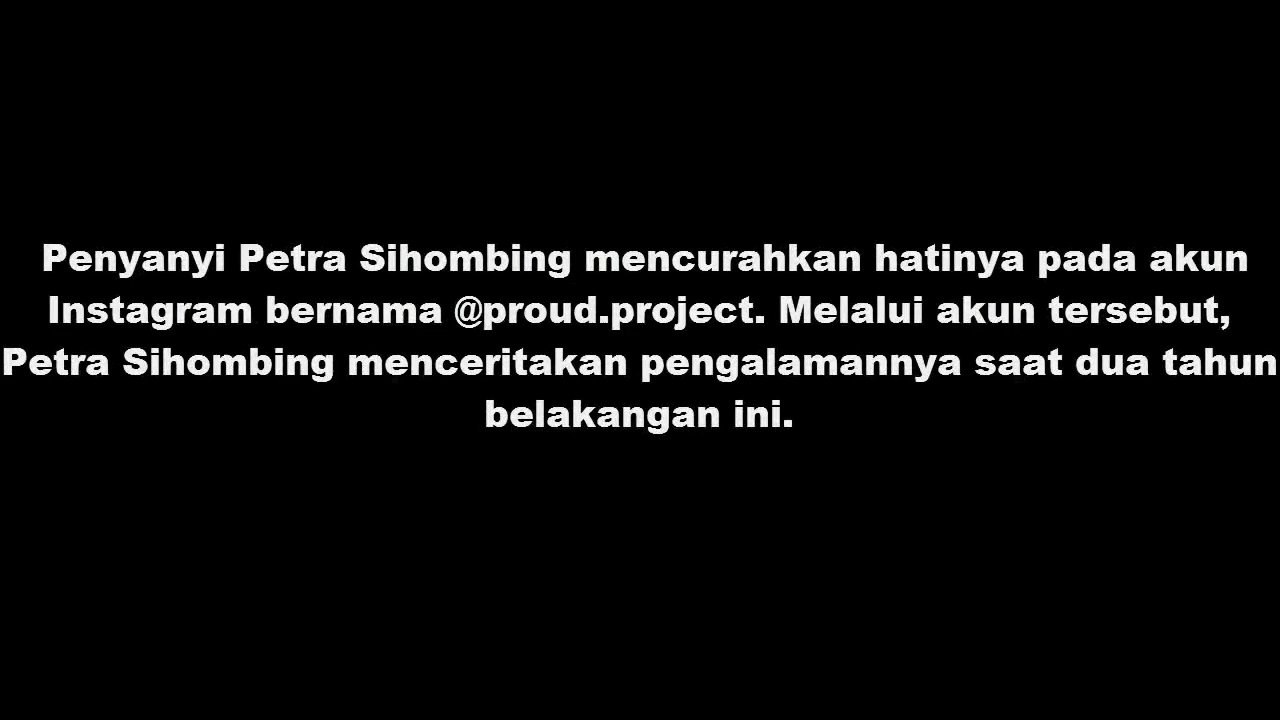 Penyanyi Petra Sihombing mencurahkan hatinya pada akun
Instagram bernama @proud.project. Melalui akun tersebut,
Petra Sihombing menceritakan pengalamannya saat dua tahun
belakangan ini.